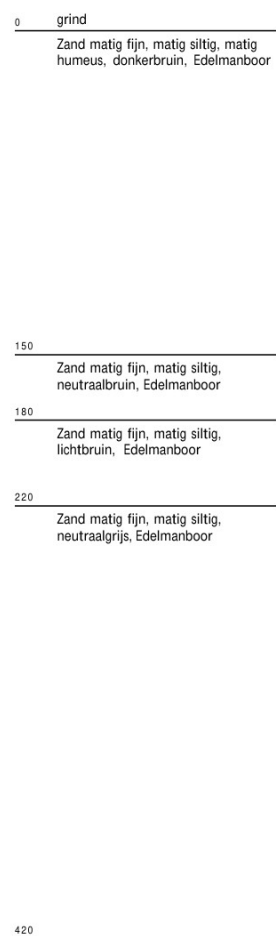 0 grind
Zand matig fijn, matig siltig, matig
humeus, donkerbruin, Edelmanboor
150
Zand matig fijn, matig siltig,
neutraalbruin, Edelmanboor
180
Zand matig fijn, matig siltig,
lichtbruin, Edelmanboor
220
Zand matig fijn, matig siltig,
neutraalgrijs, Edelmanboor
420